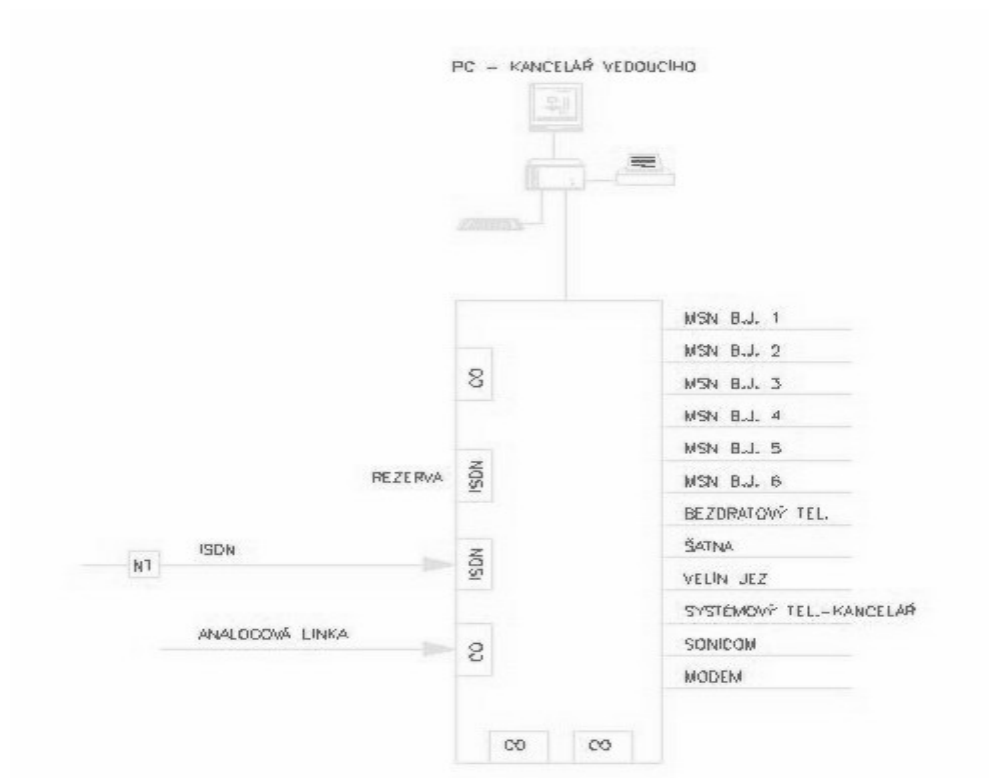 PC – KANCELÁŘ VEDOUCÍHO
MSN B.J. 1
MSN B.J. 2
CO
MSN B.J. 3
MSN B.J. 4
MSN B.J. 5
REZERVA
ISDN
MSN B.J. 6
BEZDRATOVÝ TEL.
ISDN
ŠATNA
NT
ISDN
VELÍN JEZ
SYSTÉMOVÝ TEL.–KANCELÁŘ
ANALOGOVÁ LINKA
CO
SONICOM
MODEM
CO
CO